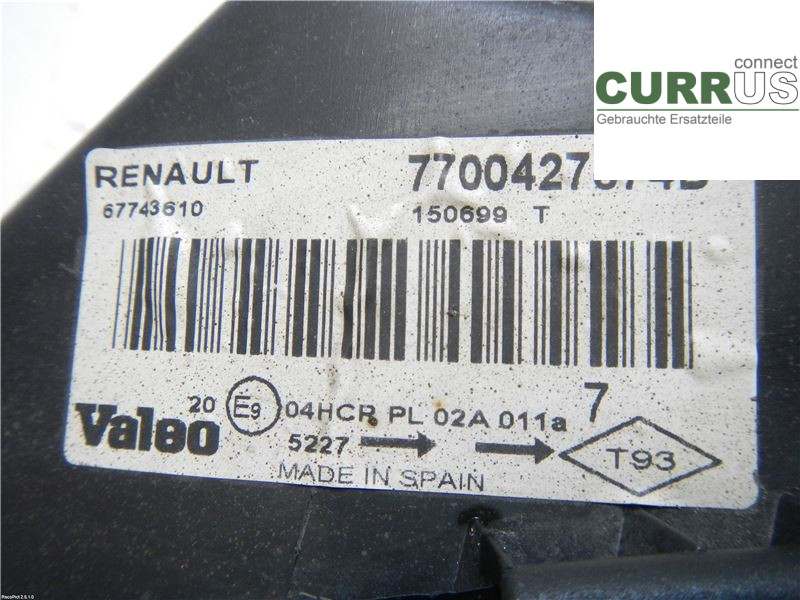 connect
CURRUS
Gebrauchte Ersatzteile
RENAULT
67743610 150699 T
7
20 E9 04HCR PL 02A 011a
Valeo
5227
T93
MADE IN SPAIN